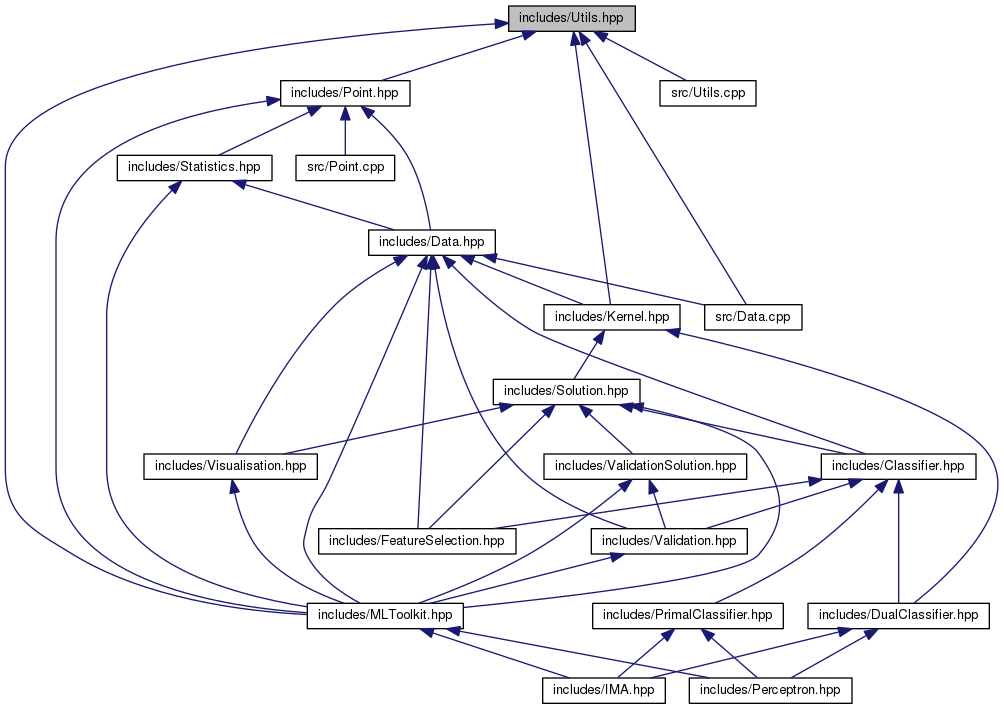 includes/Utils.hpp
includes/Point.hpp
src/Utils.cpp
includes/Statistics.hpp
src/Point.cpp
includes/Data.hpp
includes/Kernel.hpp
src/Data.cpp
includes/Solution.hpp
includes/Visualisation.hpp
includes/ValidationSolution.hpp
includes/Classifier.hpp
includes/FeatureSelection.hpp
includes/Validation.hpp
includes/MLToolkit.hpp
includes/PrimalClassifier.hpp
includes/DualClassifier.hpp
includes/IMA.hpp
includes/Perceptron.hpp